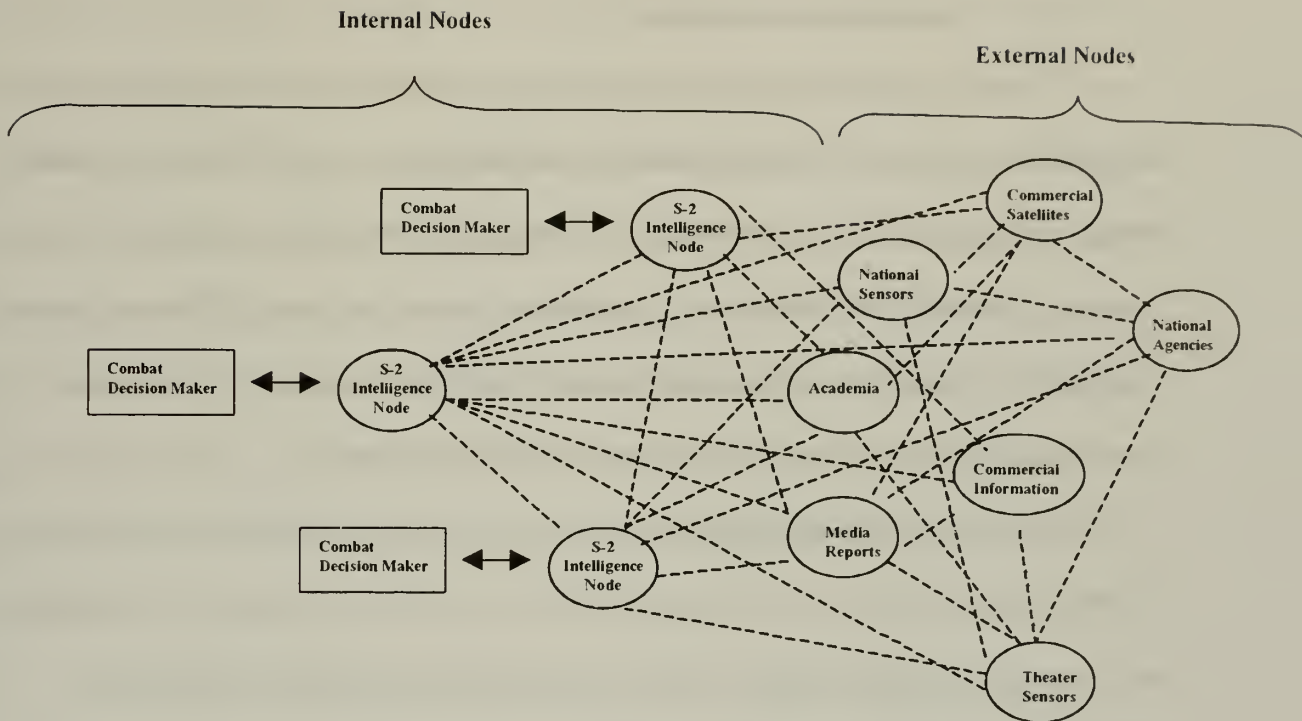 Internal Nodes
External Nodes
Combat
Decision Maker
S-2
Intelligence
Node
Commercial
Satellites
National
Sensors
National
Agencies
Combat
Decision Maker
S-2
Intelligence
Node
Academia
Commercial
Information
Combat
Decision Maker
S-2
Intelligence
Node
Media
Reports
Theater
Sensors